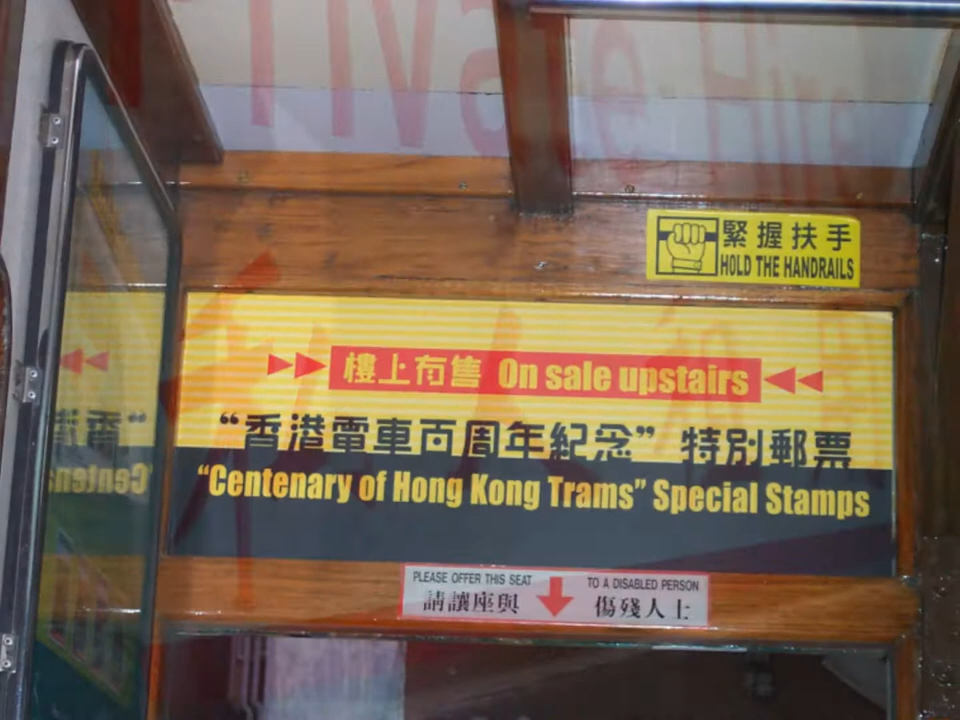 Private Hire
緊握扶手
HOLD THE HANDRAILS
樓上有售 On sale upstairs
“香港電車百周年紀念” 特別郵票
“Centenary of Hong Kong Trams” Special Stamps
PLEASE OFFER THIS SEAT
TO A DISABLED PERSON
請讓座與
傷殘人士